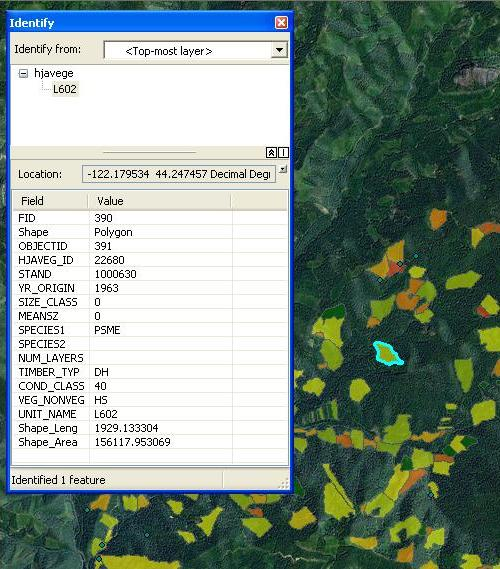 Identify
Identify from: <Top-most layer>
hjavege
L602
Location: -122.179534 44.247457 Decimal Degr
Field Value
FID 390
Shape Polygon
OBJECTID 391
HJAVEG_ID 22680
STAND 1000630
YR_ORIGIN 1963
SIZE_CLASS 0
MEANSZ 0
SPECIES1 PSME
SPECIES2
NUM_LAYERS
TIMBER_TYP DH
COND_CLASS 40
VEG_NONVEG HS
UNIT_NAME L602
Shape_Leng 1929.133304
Shape_Area 156117.953069
Identified 1 feature